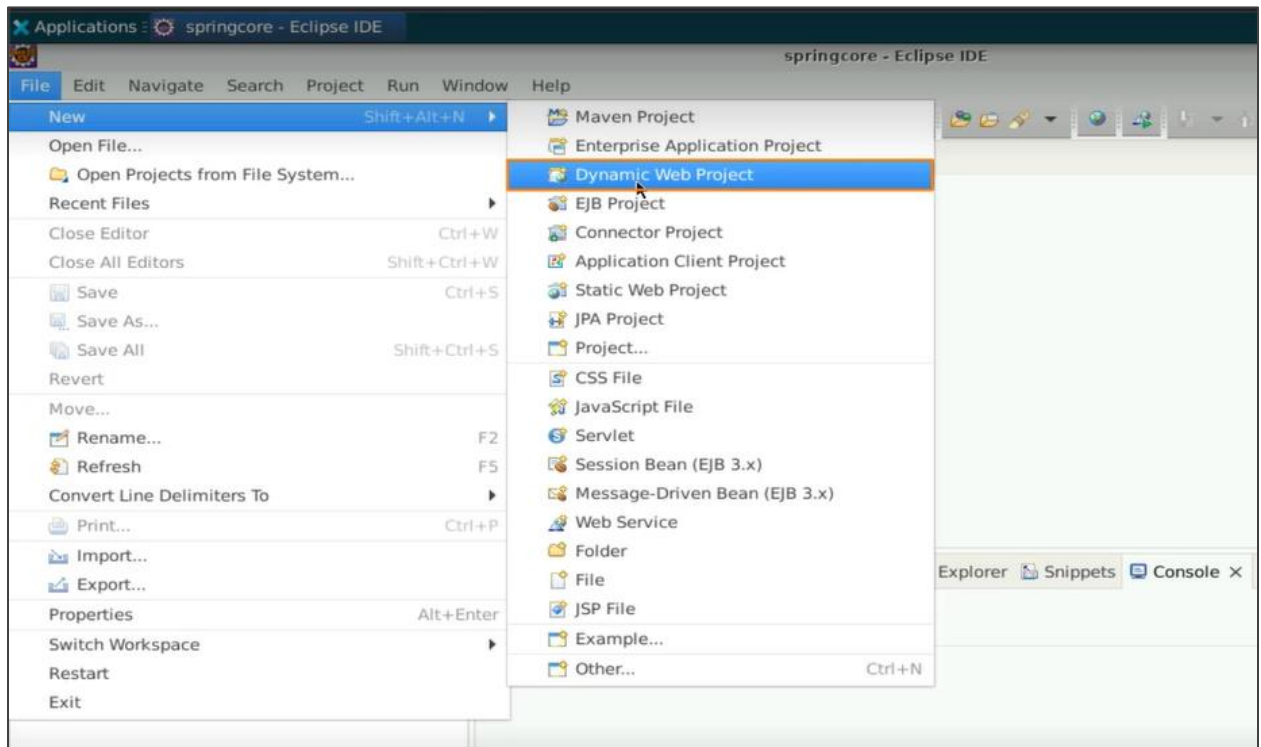 Applications
springcore - Eclipse IDE
springcore - Eclipse IDE
File Edit Navigate Search Project Run Window Help
New Shift+Alt+N
Open File...
Open Projects from File System...
Recent Files
Close Editor Ctrl+W
Close All Editors Shift+Ctrl+W
Save Ctrl+S
Save As...
Save All Shift+Ctrl+S
Revert
Move...
Rename... F2
Refresh F5
Convert Line Delimiters To
Print... Ctrl+P
Import...
Export...
Properties Alt+Enter
Switch Workspace
Restart
Exit
Maven Project
Enterprise Application Project
Dynamic Web Project
EJB Project
Connector Project
Application Client Project
Static Web Project
JPA Project
Project...
CSS File
JavaScript File
Servlet
Session Bean (EJB 3.x)
Message-Driven Bean (EJB 3.x)
Web Service
Folder
File
JSP File
Example...
Other... Ctrl+N
Explorer Snippets Console